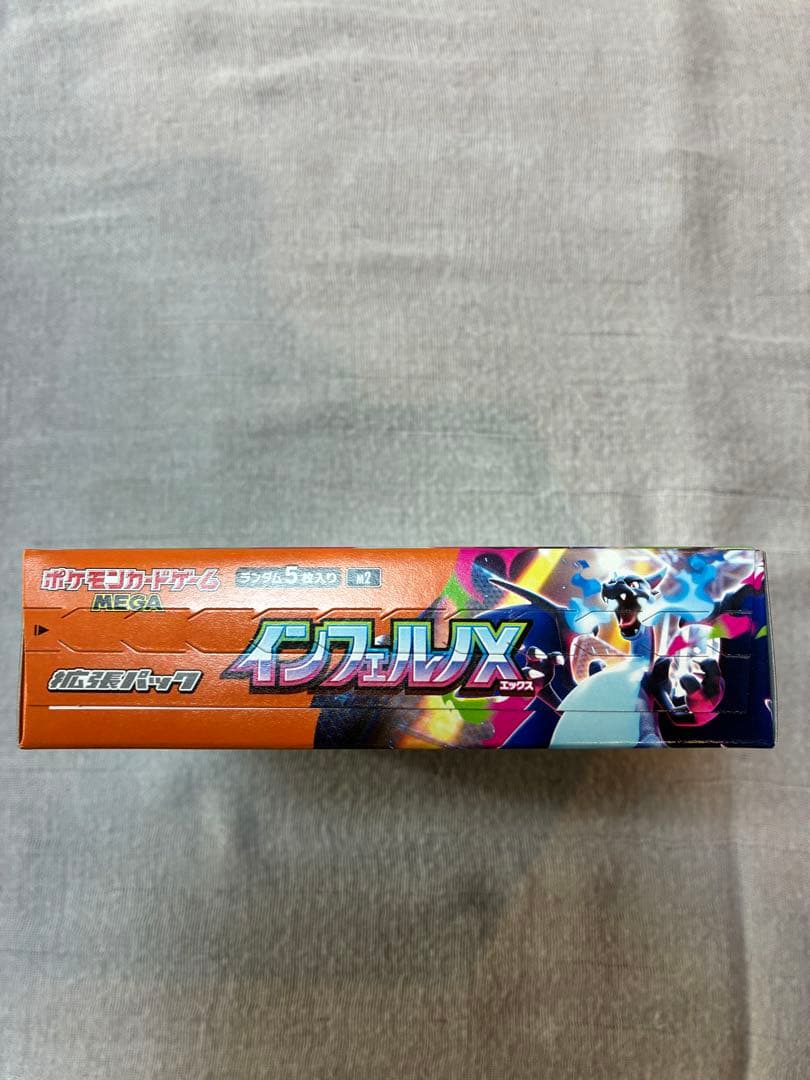 ポケモンカードゲーム
MEGA
ランダム5枚入り M2
インフェルノX
エックス
拡張パック